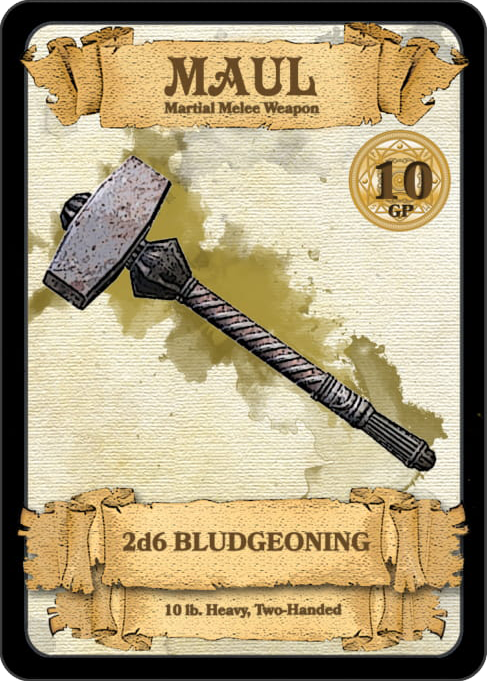 MAUL
Martial Melee Weapon
10
GP
2d6 BLUDGEONING
10 lb. Heavy, Two-Handed